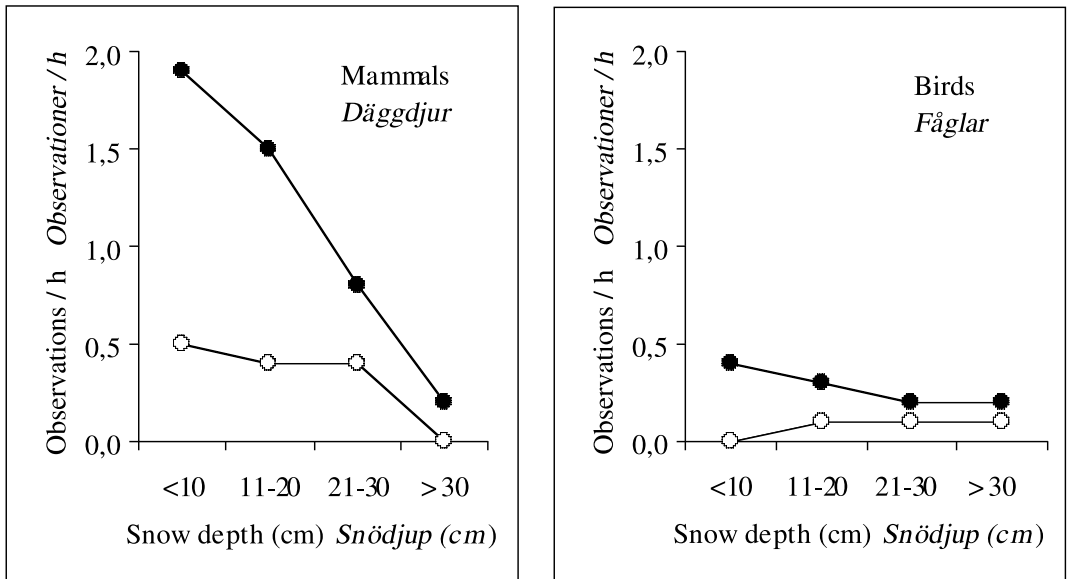 Observations / h Observationer / h
2,0
1,5
1,0
0,5
0,0
Mammals
Däggdjur
<10 11-20 21-30 >30
Snow depth (cm) Snödjup (cm)
Observations / h Observationer / h
2,0
1,5
1,0
0,5
0,0
Birds
Fåglar
<10 11-20 21-30 >30
Snow depth (cm) Snödjup (cm)